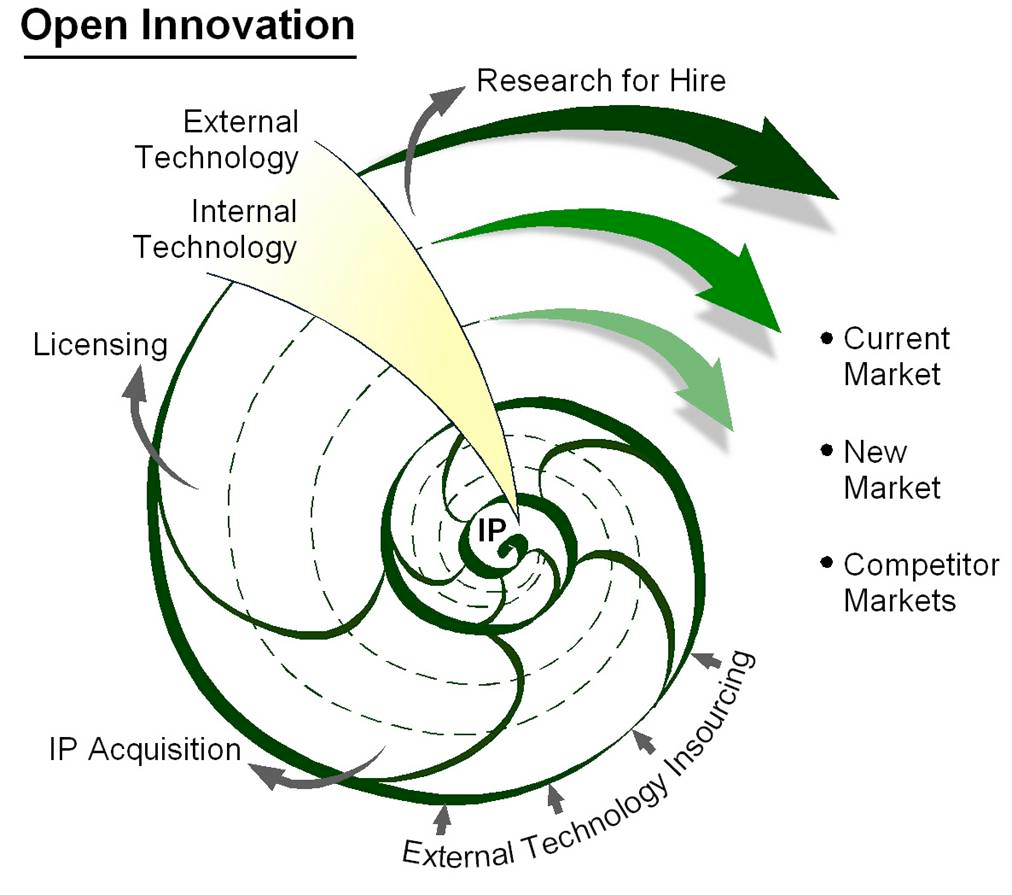 Open Innovation
Research for Hire
External
Technology
Internal
Technology
Licensing
• Current
Market
• New
Market
IP
• Competitor
Markets
IP Acquisition
External Technology Insourcing